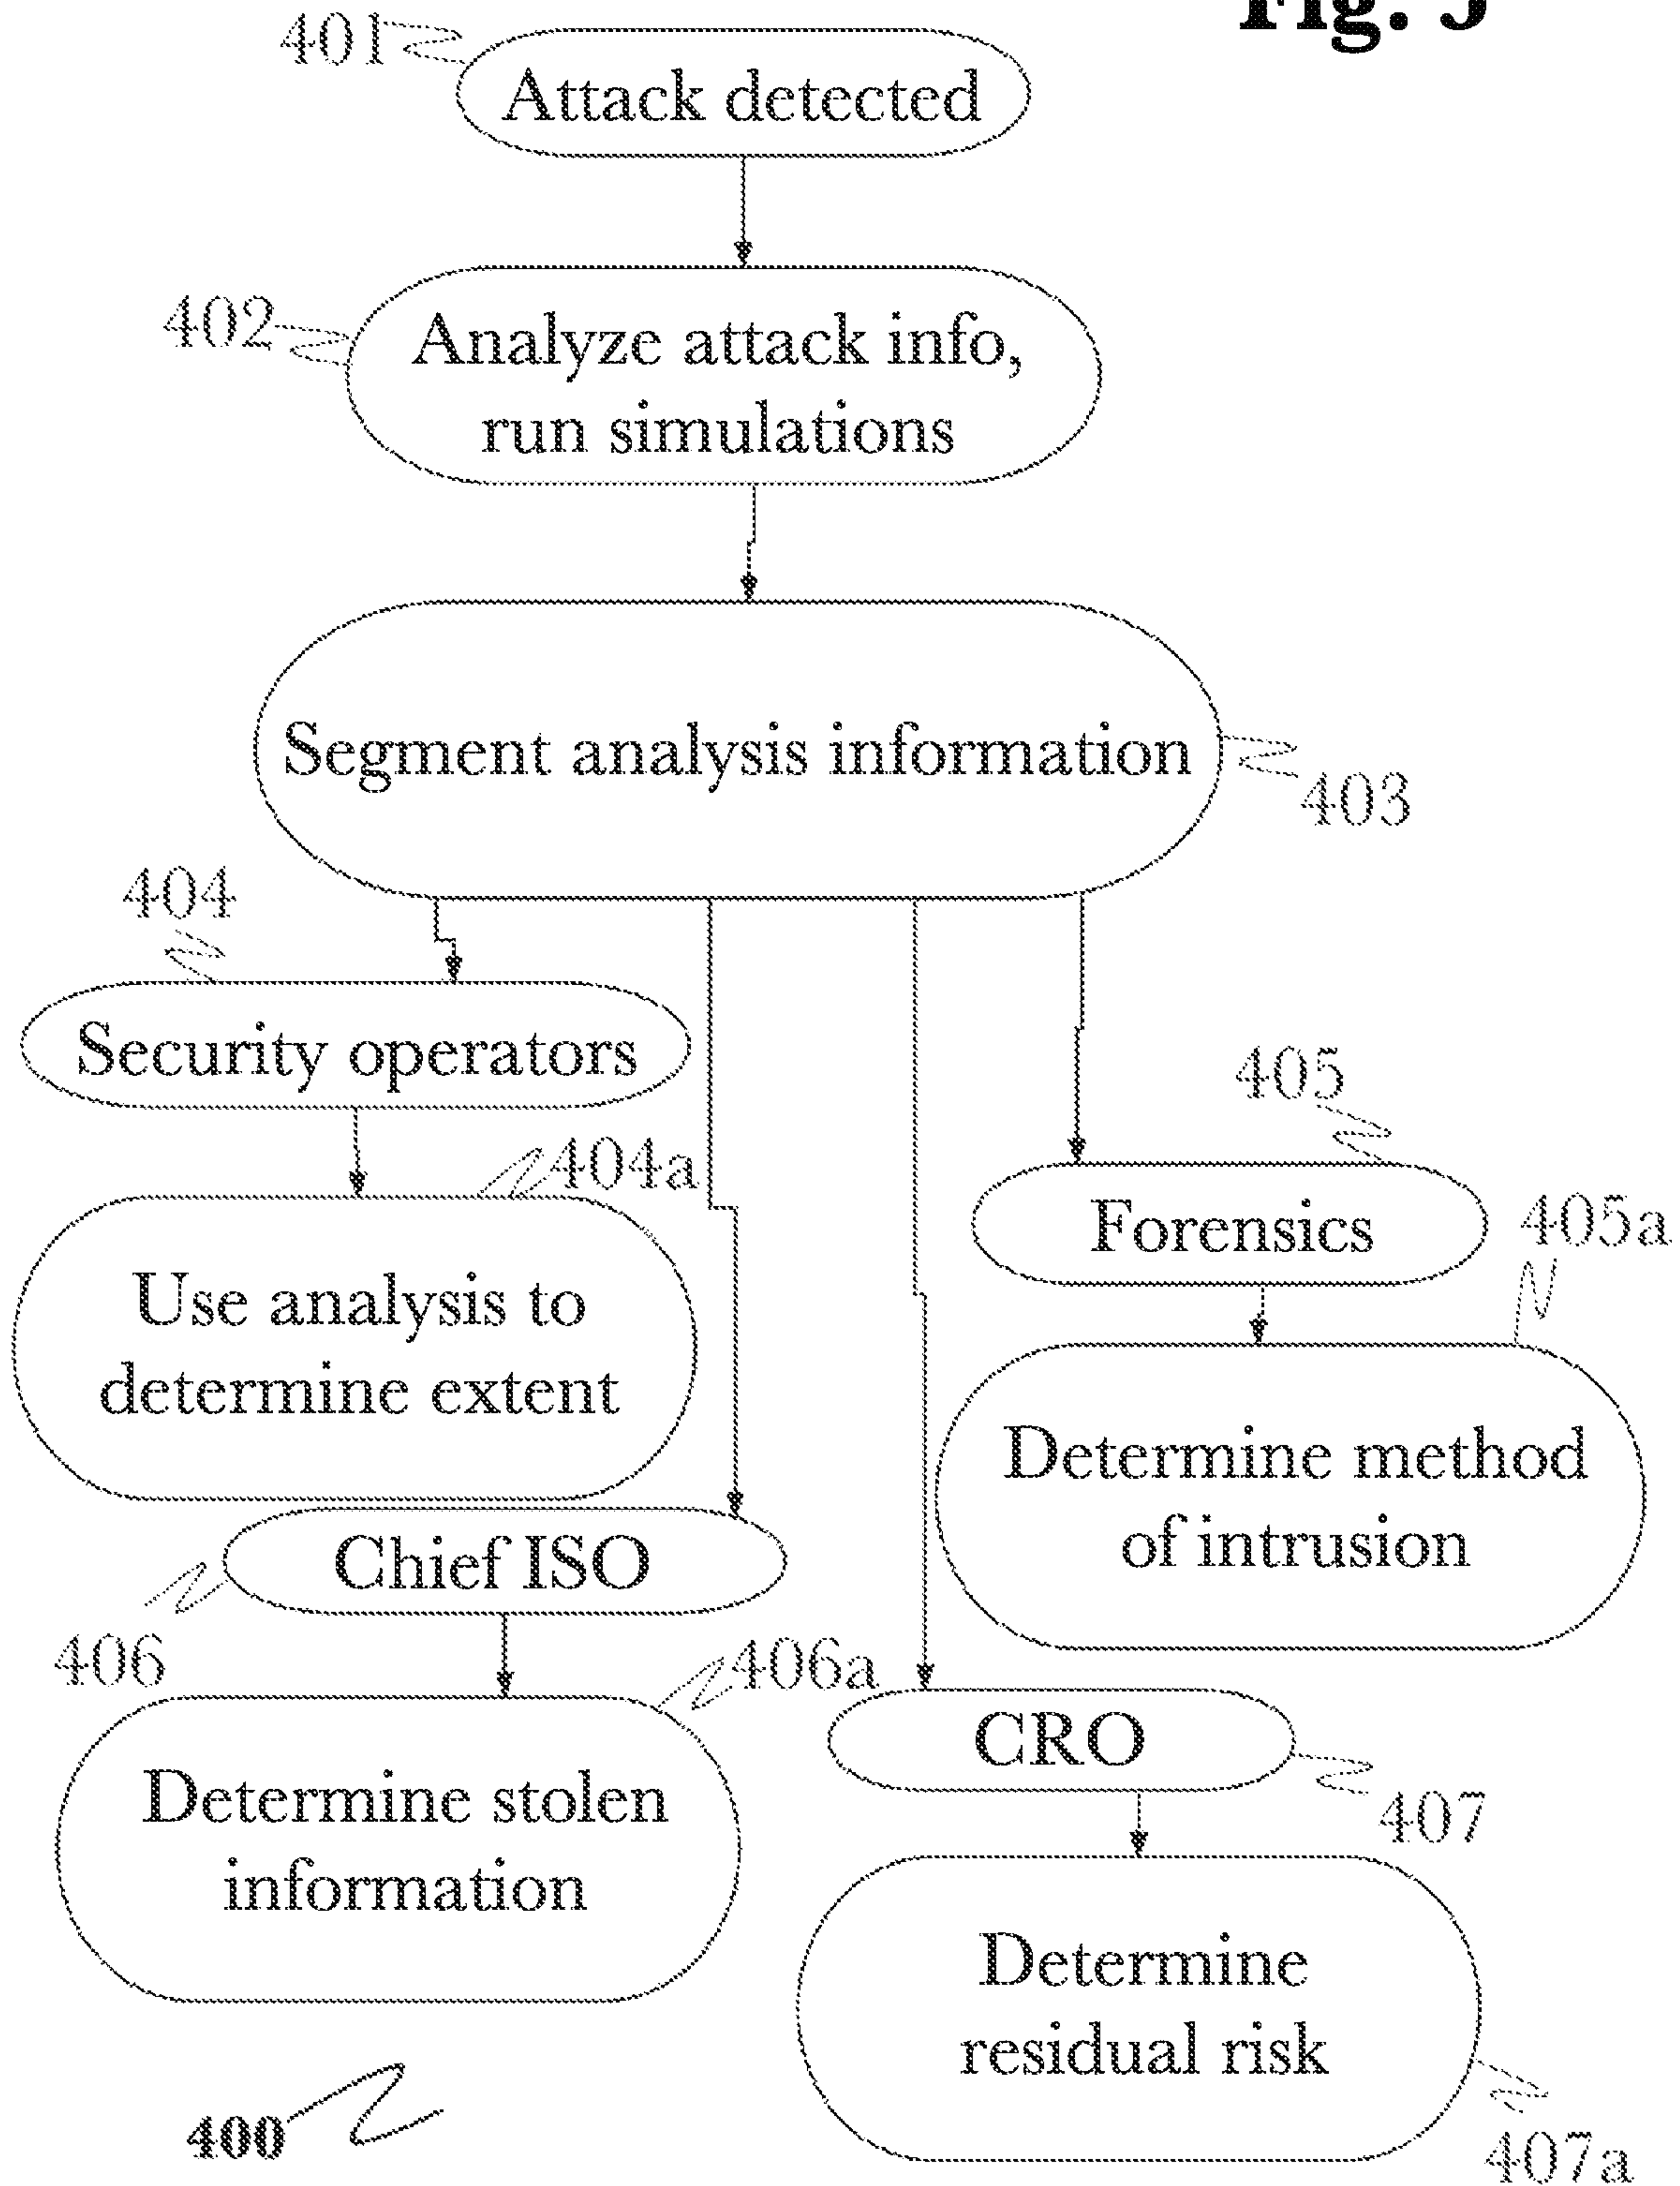 Fig.
401
Attack detected
402
Analyze attack info,
run simulations
Segment analysis information
403
404
Security operators
405
404a
Forensics
405a
Use analysis to
determine extent
Determine method
of intrusion
Chief ISO
406
406a
CRO
Determine stolen
information
407
Determine
residual risk
400
407a